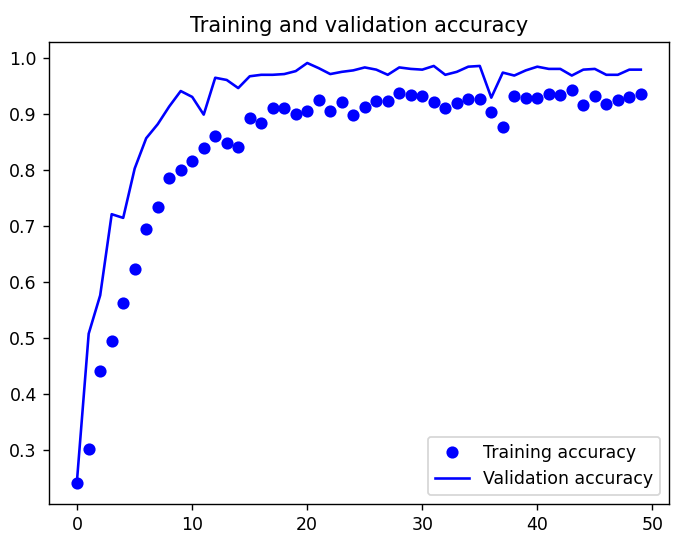 Training and validation accuracy
1.0
0.9
0.8
0.7
0.6
0.5
0.4
0.3
Training accuracy
Validation accuracy
0 10 20 30 40 50